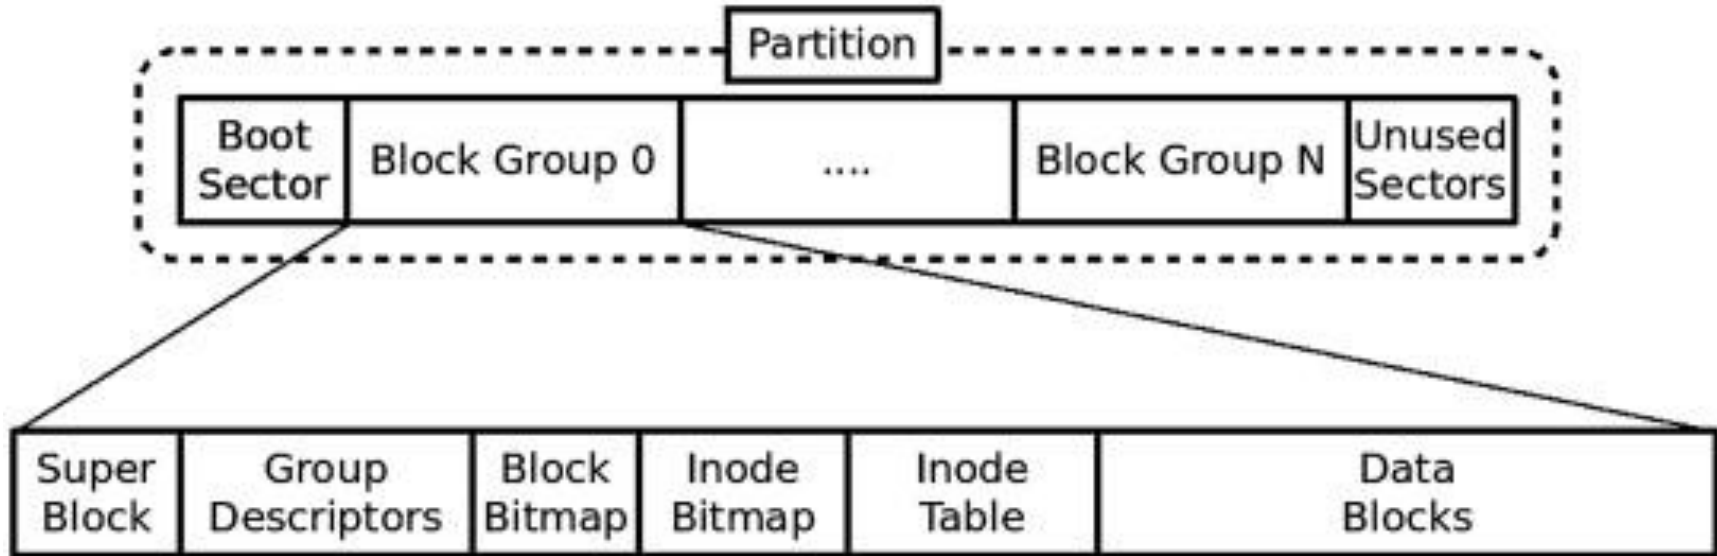 Partition
Boot
Sector
Block Group 0
....
Block Group N
Unused
Sectors
Super
Block
Group
Descriptors
Block
Bitmap
Inode
Bitmap
Inode
Table
Data
Blocks